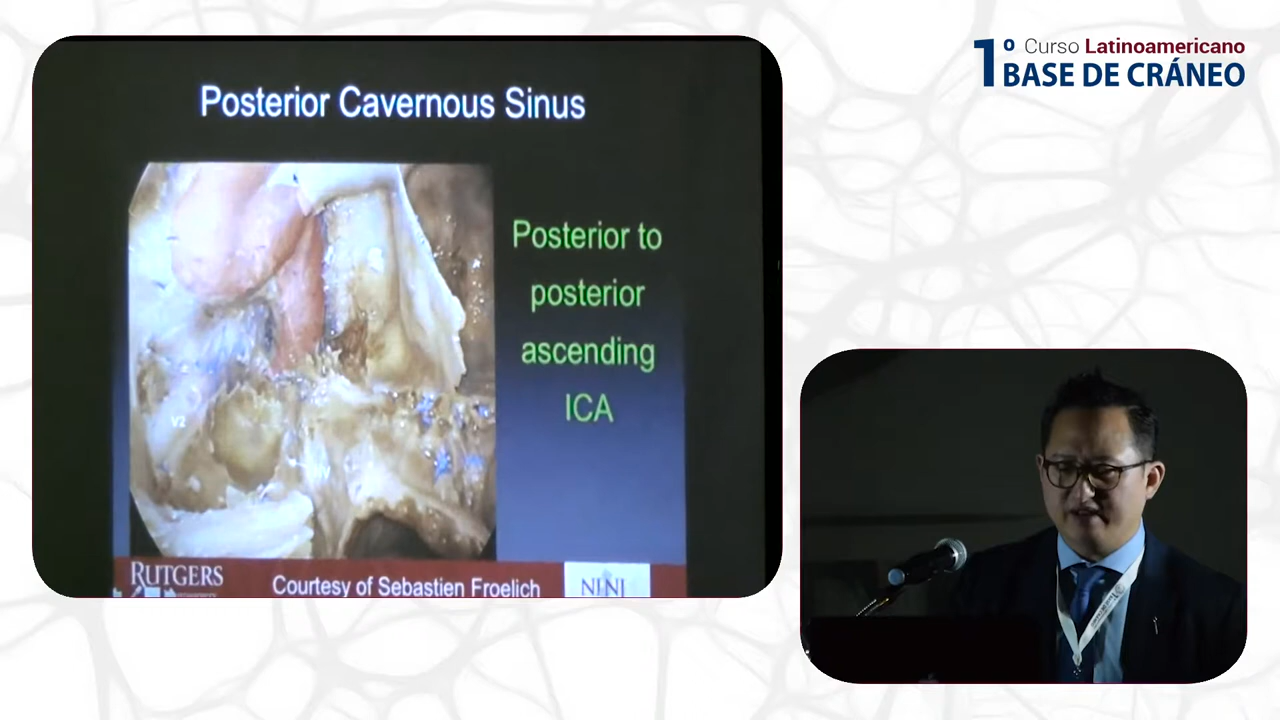 1º Curso Latinoamericano
BASE DE CRÁNEO
Posterior Cavernous Sinus
Posterior to
posterior
ascending
ICA
V2
RUTGERS
Courtesy of Sebastien Froelich